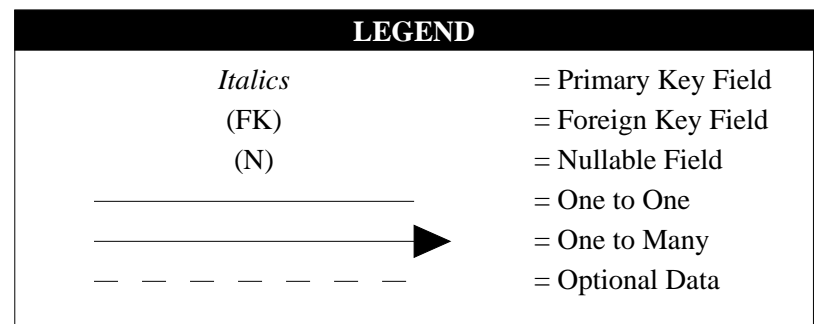 LEGEND
Italics = Primary Key Field
(FK) = Foreign Key Field
(N) = Nullable Field
= One to One
= One to Many
= Optional Data